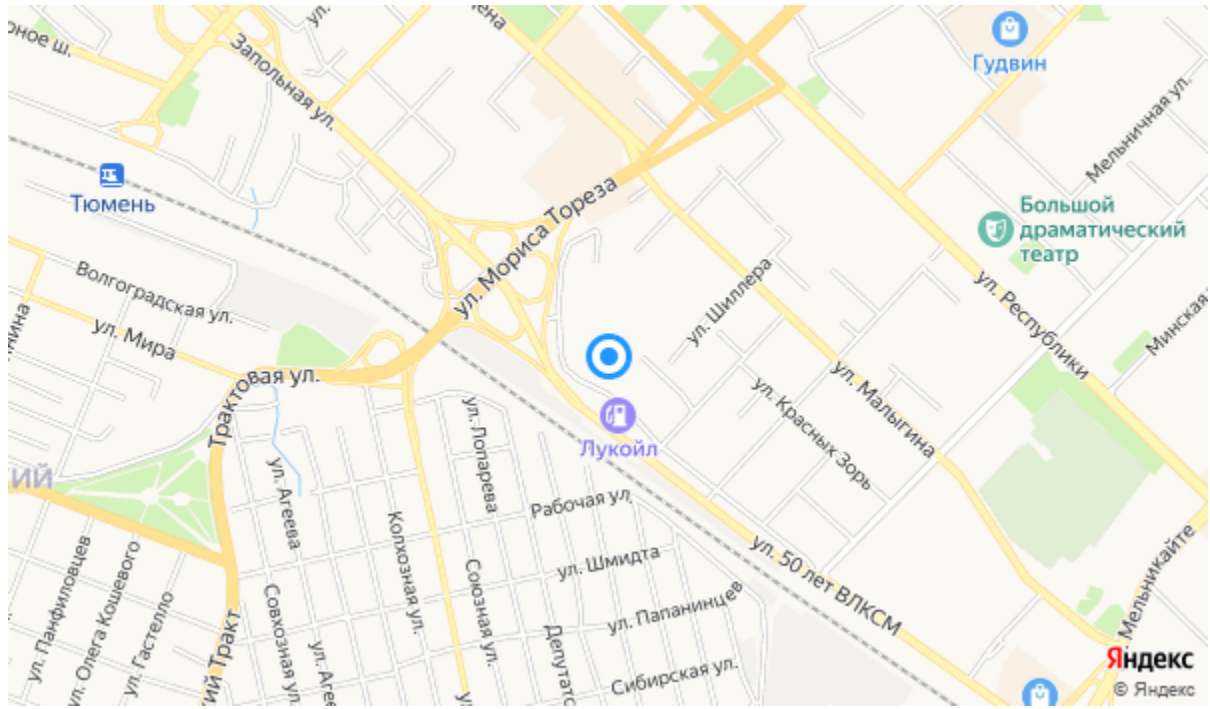 Запольная ул.
Гудвин
Мельничная ул.
Тюмень
ул. Мориса Тореза
Большой
драматический
театр
Волгоградская ул.
ул. Мира
ул. Шиллера
ул. Республики
Минская
Трактовая ул.
ул. Малыгина
ул. Красных Зорь
Лукойл
ул. Лопарева
ул. Агеева
Рабочая ул.
Колхозная ул.
Союзная ул.
ул. Шмидта
ул. 50 лет ВЛКСМ
Мельникайте
ул. Панфиловцев
ул. Олега Кошевого
ул. Гастелло
Совхозная ул.
ул. Агее
ул. Папанинцев
Депутатс
Сибирская ул.
Яндекс
© Яндекс